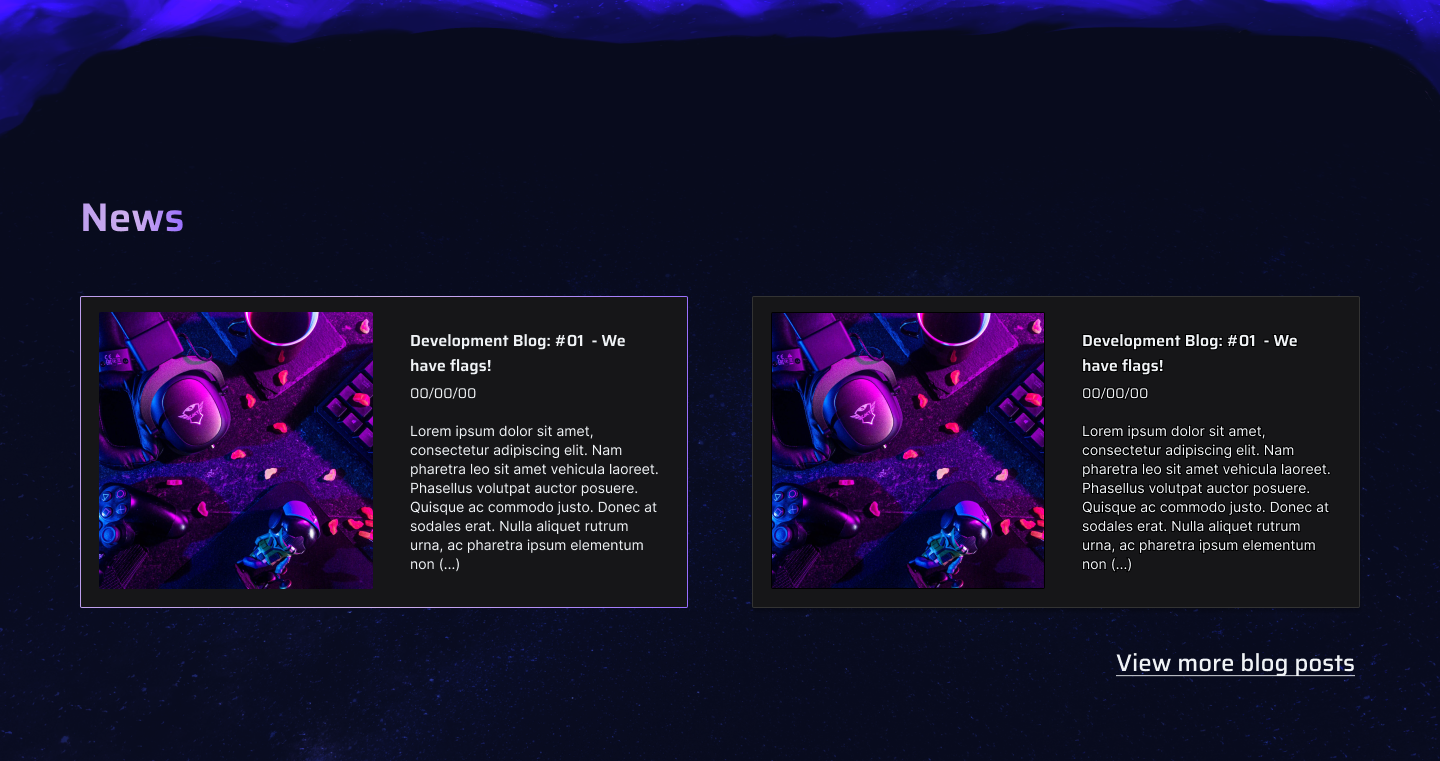 News
Development Blog: #01 - We
have flags!
00/00/00
Lorem ipsum dolor sit amet,
consectetur adipiscing elit. Nam
pharetra leo sit amet vehicula laoreet.
Phasellus volutpat auctor posuere.
Quisque ac commodo justo. Donec at
sodales erat. Nulla aliquet rutrum
urna, ac pharetra ipsum elementum
non (...)
Development Blog: #01 - We
have flags!
00/00/00
Lorem ipsum dolor sit amet,
consectetur adipiscing elit. Nam
pharetra leo sit amet vehicula laoreet.
Phasellus volutpat auctor posuere.
Quisque ac commodo justo. Donec at
sodales erat. Nulla aliquet rutrum
urna, ac pharetra ipsum elementum
non (...)
View more blog posts